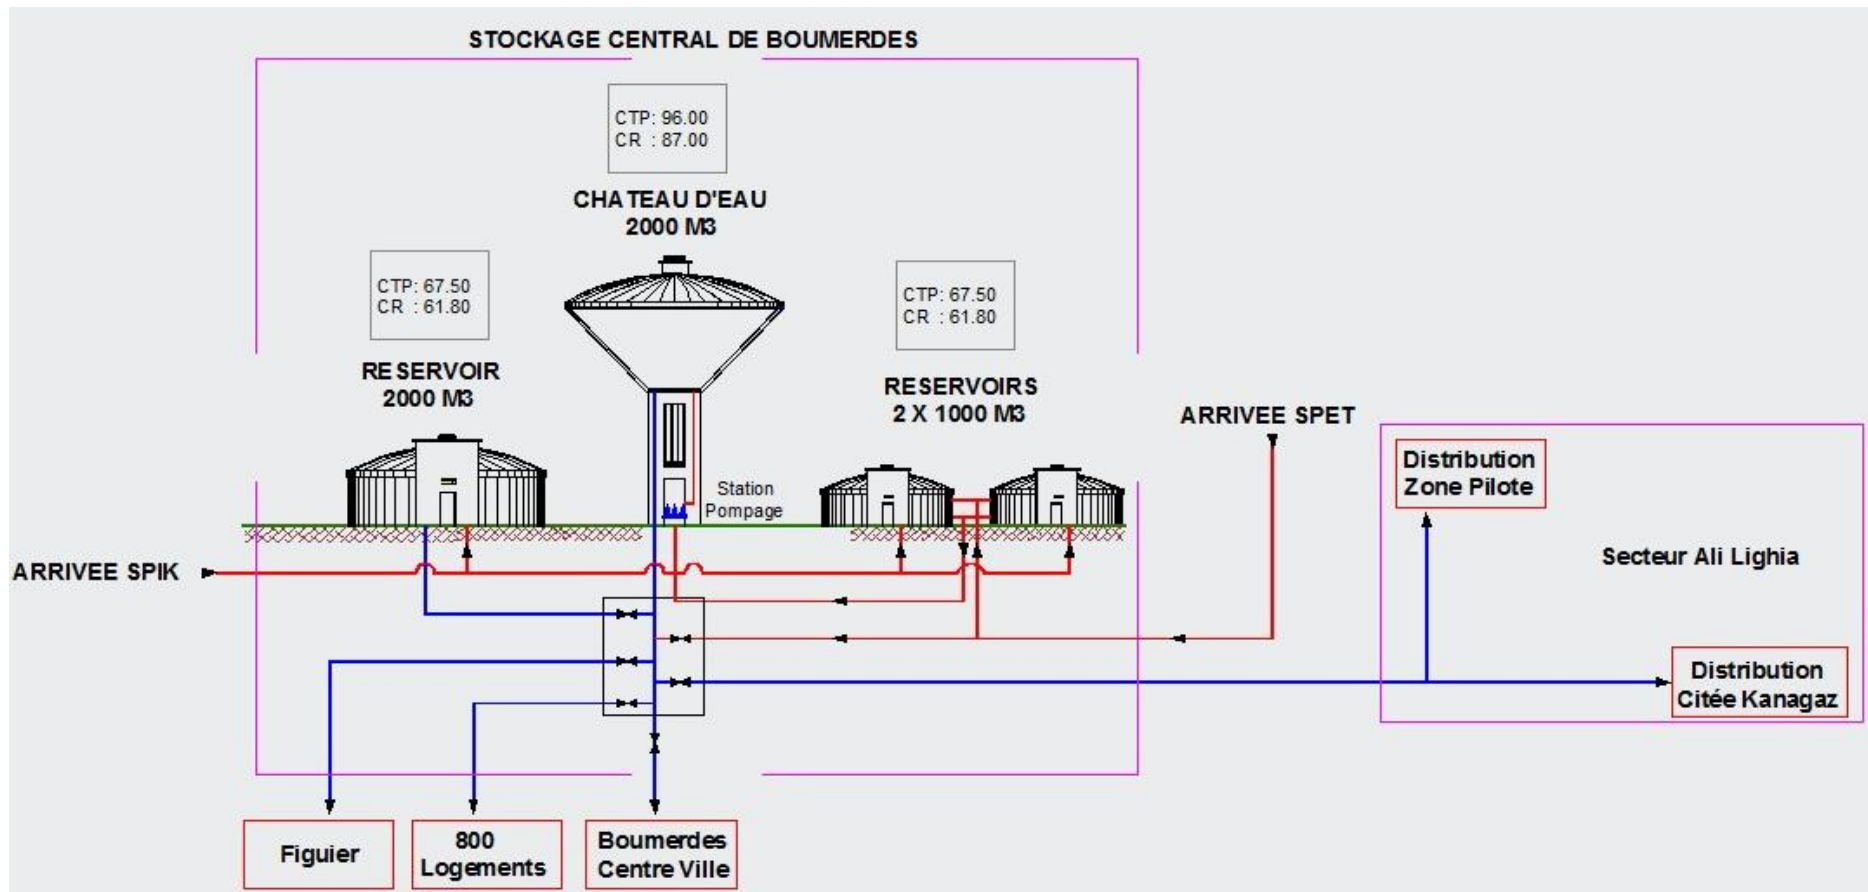 STOCKAGE CENTRAL DE BOUMERDES
CTP: 96.00
CR : 87.00
CHATEAU D'EAU
2000 M3
CTP: 67.50
CR : 61.80
RESERVOIR
2000 M3
CTP: 67.50
CR : 61.80
RESERVOIRS
2 X 1000 M3
ARRIVEE SPET
Station
Pompage
Distribution
Zone Pilote
Secteur Ali Lighia
ARRIVEE SPIK
Distribution
Citée Kanagaz
Figuier
800
Logements
Boumerdes
Centre Ville